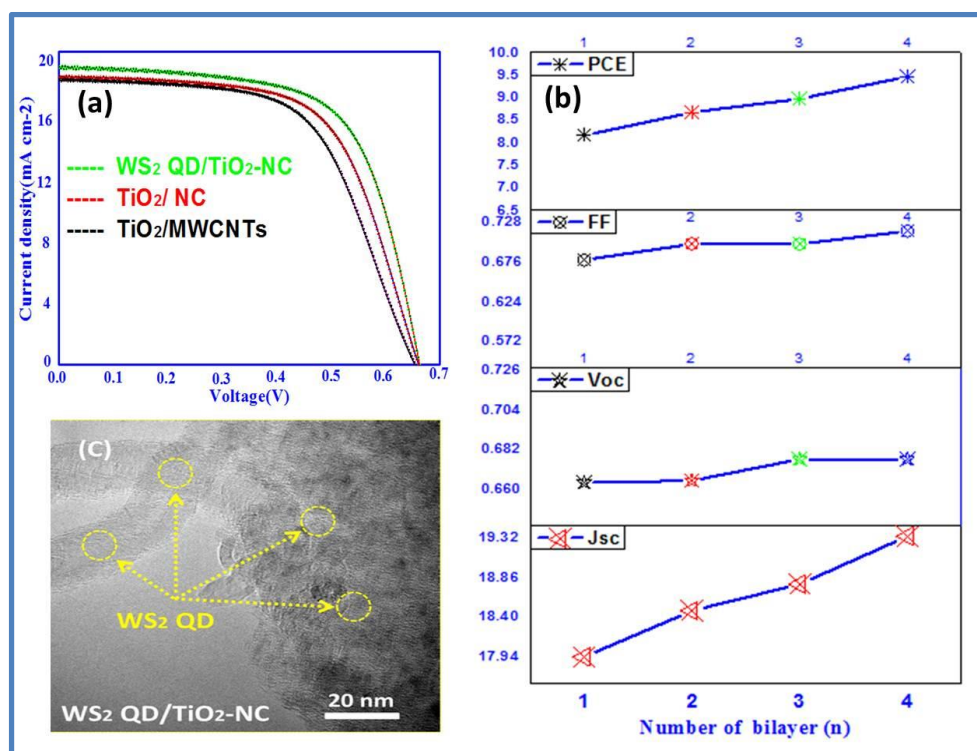 (a)
20
16
12
8
4
0
Current density(mA cm-2)
WS2 QD/TiO2-NC
TiO2/ NC
TiO2/MWCNTs
0.0 0.1 0.2 0.3 0.4 0.5 0.6 0.7
Voltage(V)
(C)
WS2 QD
20 nm
WS2 QD/TiO2-NC
(b)
1 2 3 4
PCE
10.0
9.5
9.0
8.5
8.0
7.5
7.0
6.5
1 2 3 4
FF
0.728
0.676
0.624
0.572
1 2 3 4
Voc
0.726
0.704
0.682
0.660
Jsc
19.32
18.86
18.40
17.94
1 2 3 4
Number of bilayer (n)